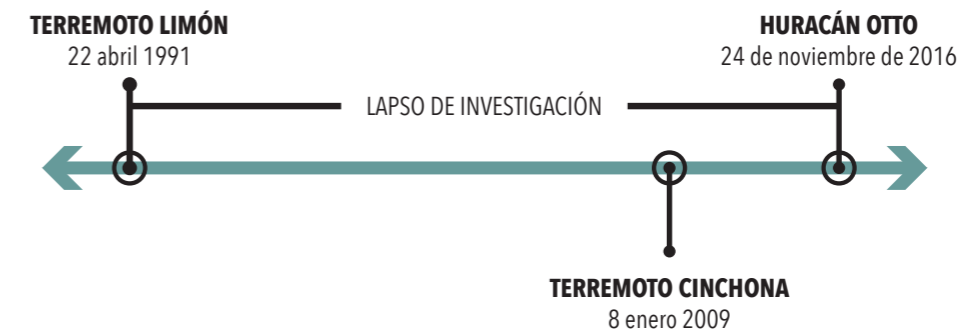 TERREMOTO LIMÓN
22 abril 1991
HURACÁN OTTO
24 de noviembre de 2016
LAPSO DE INVESTIGACIÓN
TERREMOTO CINCHONA
8 enero 2009